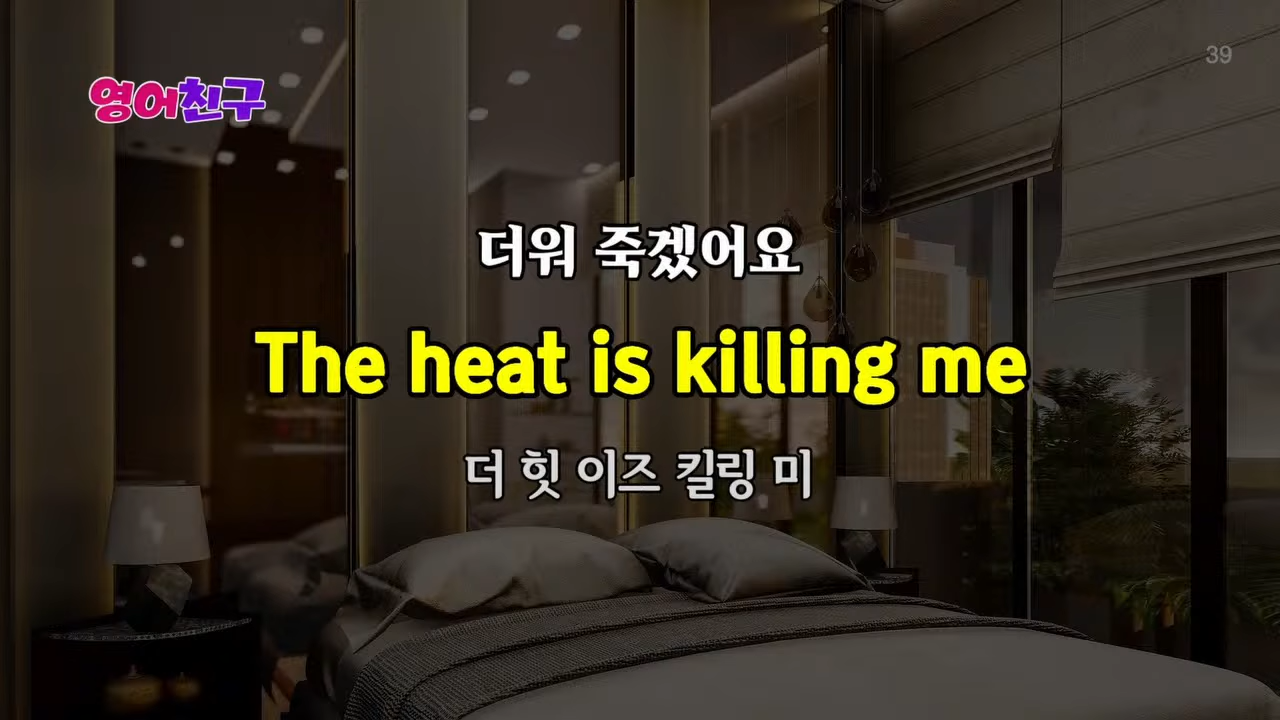 39
영어친구
더워 죽겠어요
The heat is killing me
더 힛 이즈 킬링 미